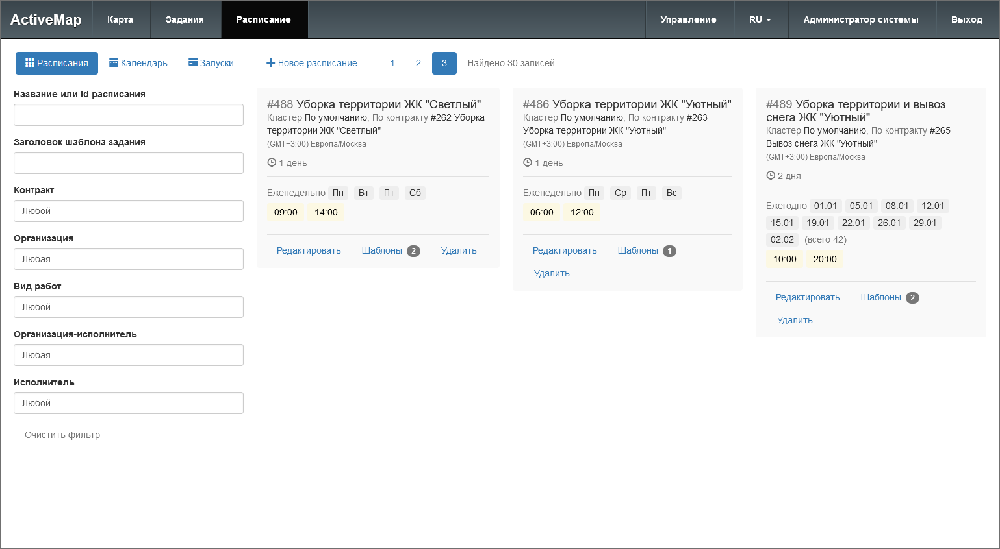 ActiveMap Карта Задания Расписание Управление RU Администратор системы Выход
Расписания Календарь Запуски Новое расписание 1 2 3 Найдено 30 записей
Название или id расписания
Заголовок шаблона задания
Контракт
Любой
Организация
Любая
Вид работ
Любой
Организация-исполнитель
Любая
Исполнитель
Любой
Очистить фильтр
#488 Уборка территории ЖК "Светлый"
Кластер По умолчанию, По контракту #262 Уборка
территории ЖК "Светлый"
(GMT+3:00) Европа/Москва
1 день
Еженедельно Пн Вт Пт Сб
09:00 14:00
Редактировать Шаблоны 2 Удалить
#486 Уборка территории ЖК "Уютный"
Кластер По умолчанию, По контракту #263
Уборка территории ЖК "Уютный"
(GMT+3:00) Европа/Москва
1 день
Еженедельно Пн Ср Пт Вс
06:00 12:00
Редактировать Шаблоны 1
Удалить
#489 Уборка территории и вывоз
снега ЖК "Уютный"
Кластер По умолчанию, По контракту #265
Вывоз снега ЖК "Уютный"
(GMT+3:00) Европа/Москва
2 дня
Ежегодно 01.01 05.01 08.01 12.01
15.01 19.01 22.01 26.01 29.01
02.02 (всего 42)
10:00 20:00
Редактировать Шаблоны 2
Удалить